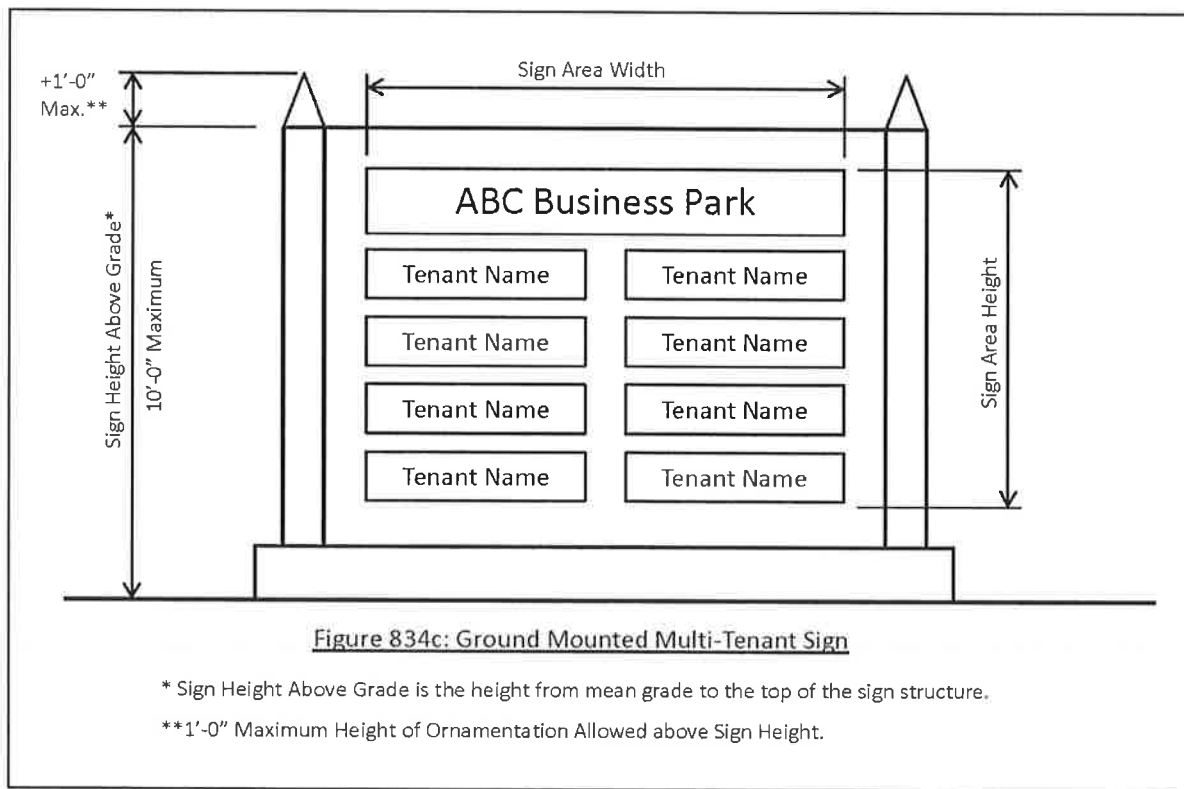 Sign Area Width
+1'-0"
Max.**
Sign Height Above Grade*
10'-0" Maximum
ABC Business Park
Tenant Name
Tenant Name
Tenant Name
Tenant Name
Tenant Name
Tenant Name
Tenant Name
Tenant Name
Sign Area Height
Figure 834c: Ground Mounted Multi-Tenant Sign
* Sign Height Above Grade is the height from mean grade to the top of the sign structure.
**1'-0" Maximum Height of Ornamentation Allowed above Sign Height.